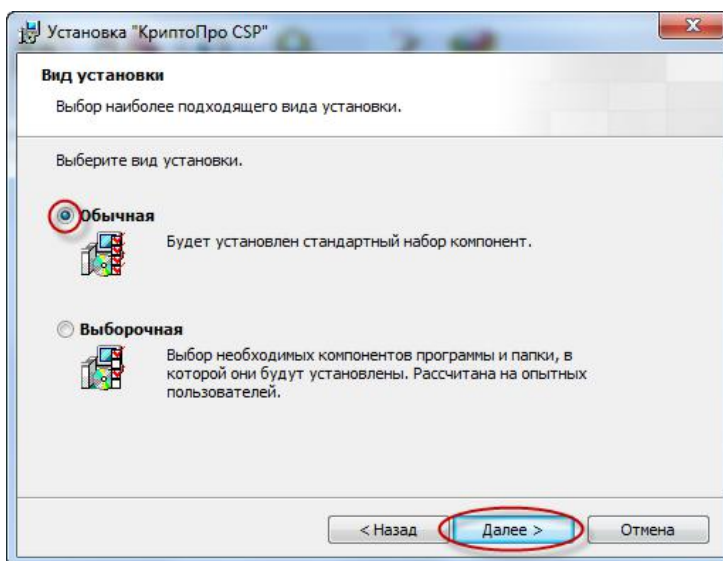 Установка "КриптоПро CSP"
Вид установки
Выбор наиболее подходящего вида установки.
Выберите вид установки.
Обычная
Будет установлен стандартный набор компонент.
Выборочная
Выбор необходимых компонентов программы и папки, в
которой они будут установлены. Рассчитана на опытных
пользователей.
< Назад
Далее >
Отмена